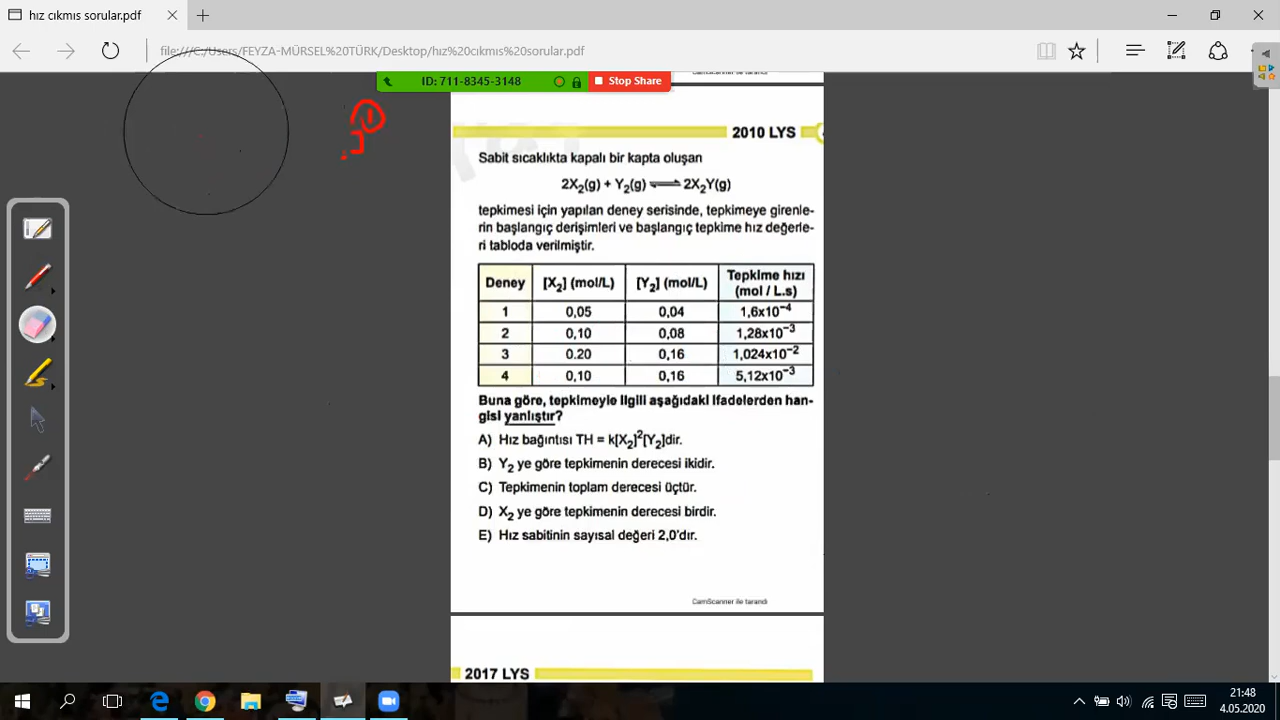 hız cıkmıs sorular.pdf
file:///C:/Users/FEYZA-MÜRSEL%20TÜRK/Desktop/hız%20cıkmıs%20sorular.pdf
ID: 711-8345-3148
Stop Share
CamScanner ile tarandı
2010 LYS
Sabit sıcaklıkta kapalı bir kapta oluşan
2X₂(g) + Y₂(g) ⇌ 2X₂Y(g)
tepkimesi için yapılan deney serisinde, tepkimeye girenle-
rin başlangıç derişimleri ve başlangıç tepkime hız değerle-
ri tabloda verilmiştir.
Deney [X₂] (mol/L) [Y₂] (mol/L) Tepkime hızı (mol / L.s)
1 0,05 0,04 1,6x10⁻⁴
2 0,10 0,08 1,28x10⁻³
3 0.20 0,16 1,024x10⁻²
4 0,10 0,16 5,12x10⁻³
Buna göre, tepkimeyle ilgili aşağıdaki ifadelerden han-
gisi yanlıştır?
A) Hız bağıntısı TH = k[X₂]²[Y₂]dir.
B) Y₂ ye göre tepkimenin derecesi ikidir.
C) Tepkimenin toplam derecesi üçtür.
D) X₂ ye göre tepkimenin derecesi birdir.
E) Hız sabitinin sayısal değeri 2,0'dır.
CamScanner ile tarandı
2017 LYS
21:48
4.05.2020